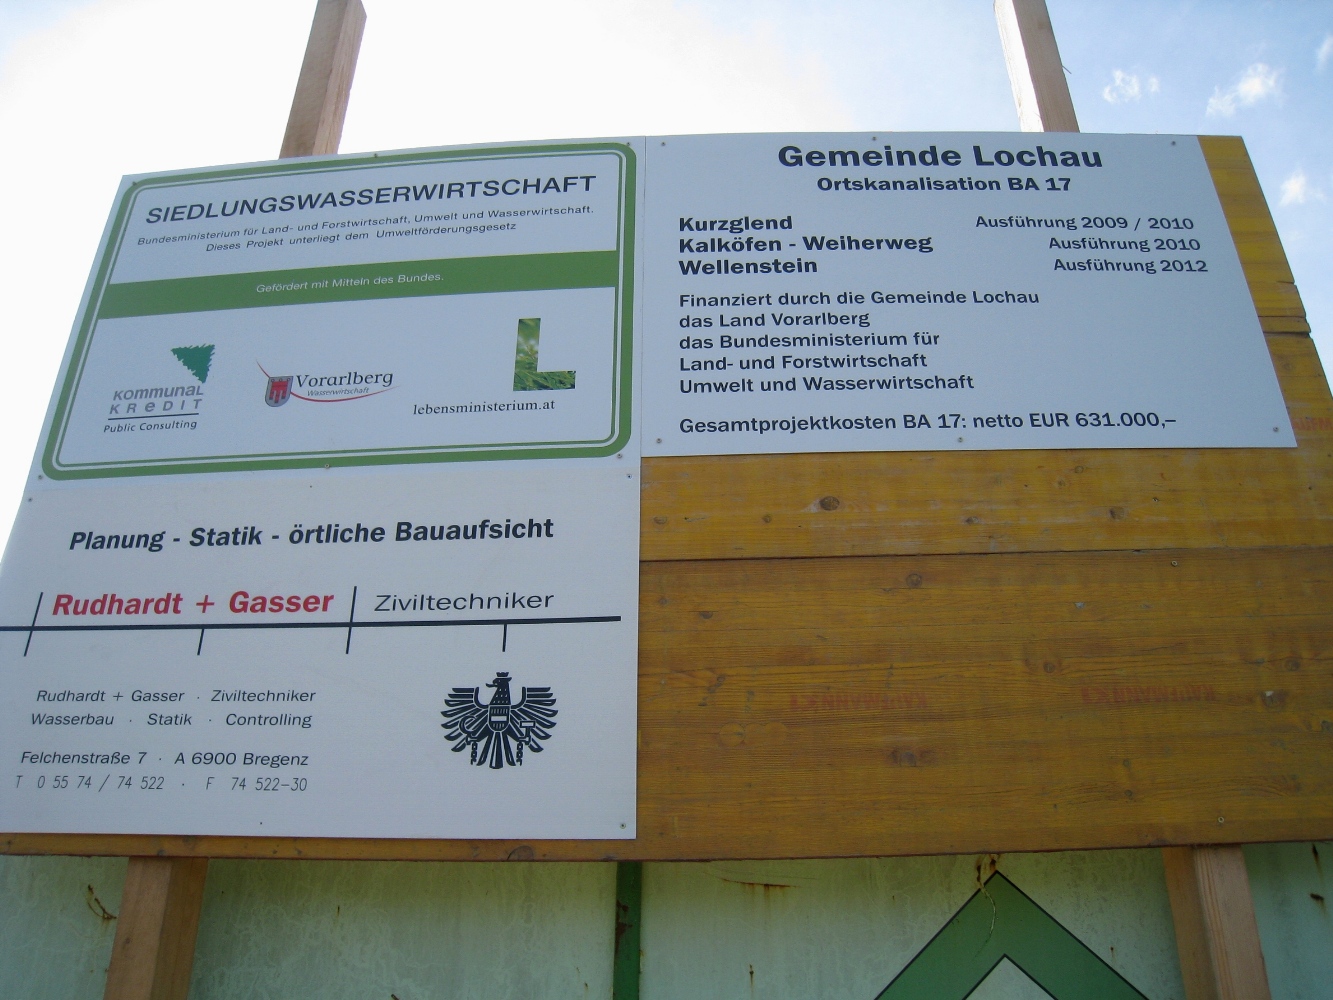 SIEDLUNGSWASSERWIRTSCHAFT
Bundesministerium für Land- und Forstwirtschaft, Umwelt und Wasserwirtschaft.
Dieses Projekt unterliegt dem Umweltförderungsgesetz
Gefördert mit Mitteln des Bundes.
KOMMUNAL
KREDIT
Public Consulting
Vorarlberg
Wasserwirtschaft
L
lebensministerium.at
Gemeinde Lochau
Ortskanalisation BA 17
Kurzglend Ausführung 2009 / 2010
Kalköfen - Weiherweg Ausführung 2010
Wellenstein Ausführung 2012
Finanziert durch die Gemeinde Lochau
das Land Vorarlberg
das Bundesministerium für
Land- und Forstwirtschaft
Umwelt und Wasserwirtschaft
Gesamtprojektkosten BA 17: netto EUR 631.000,–
Planung - Statik - örtliche Bauaufsicht
Rudhardt + Gasser Ziviltechniker
Rudhardt + Gasser · Ziviltechniker
Wasserbau · Statik · Controlling
Felchenstraße 7 · A 6900 Bregenz
T 0 55 74 / 74 522 · F 74 522-30